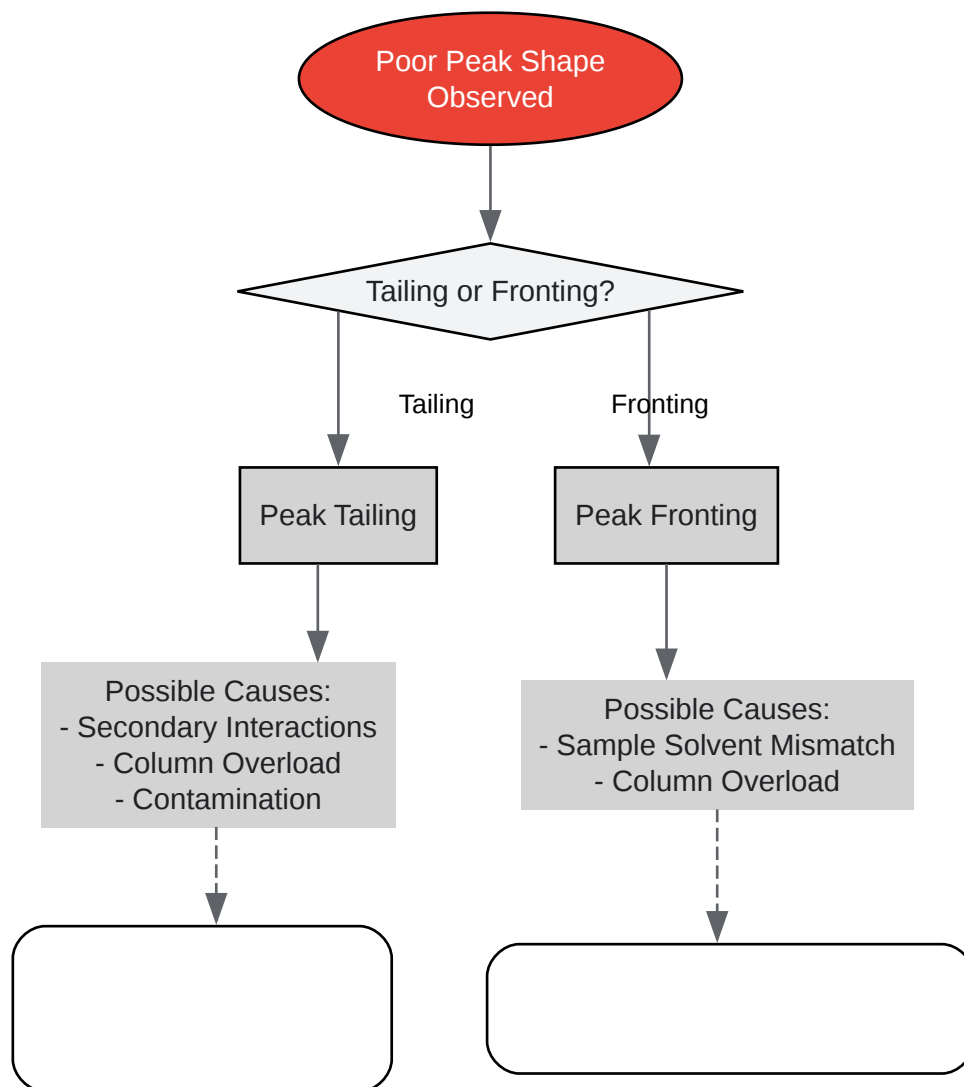 Poor Peak Shape
Observed
Tailing or Fronting?
Tailing
Fronting
Peak Tailing
Peak Fronting
Possible Causes:
- Secondary Interactions
- Column Overload
- Contamination
Possible Causes:
- Sample Solvent Mismatch
- Column Overload